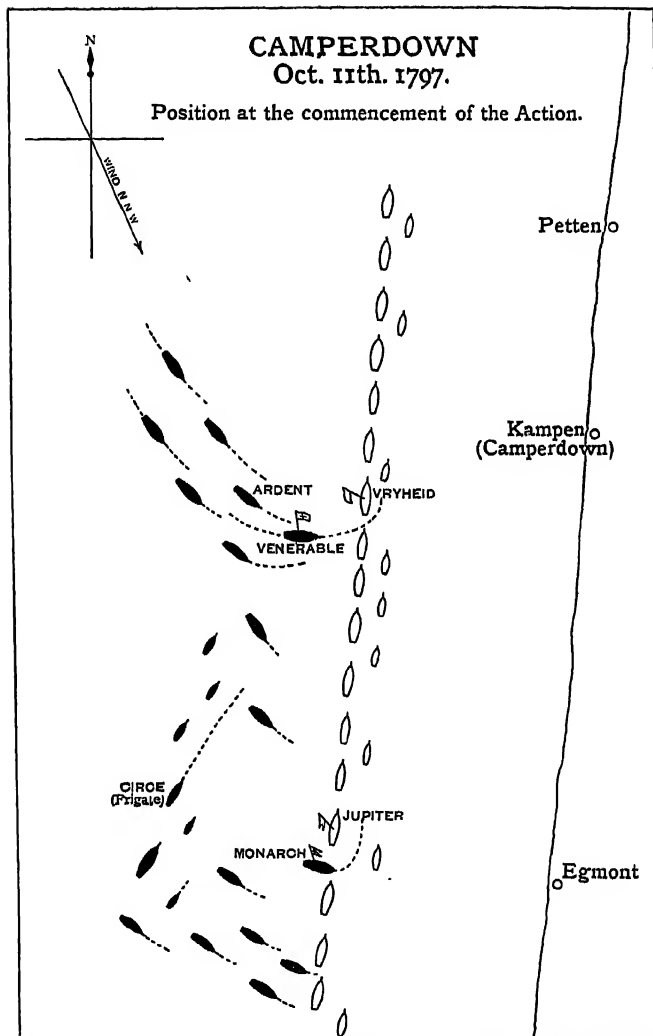 CAMPERDOWN
Oct. 11th. 1797.
Position at the commencement of the Action.
N
WIND N N W
Petten
Kampen
(Camperdown)
ARDENT
VRYHEID
VENERABLE
CIRCE
(Frigate)
JUPITER
MONARCH
Egmont